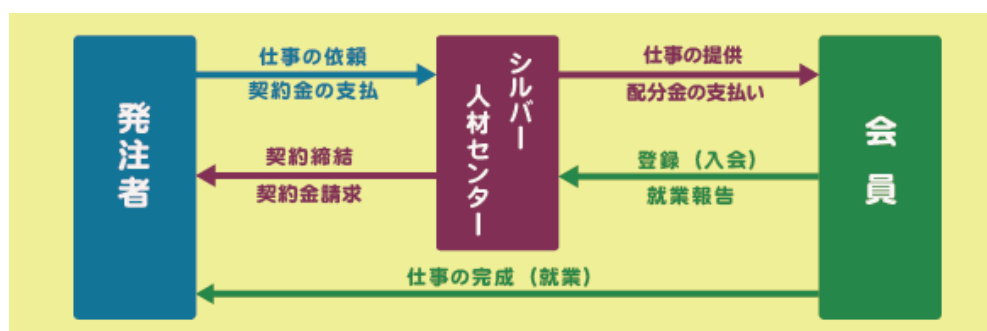 発注者
仕事の依頼
契約金の支払
契約締結
契約金請求
シルバー
人材センター
仕事の提供
配分金の支払い
登録（入会）
就業報告
会員
仕事の完成（就業）